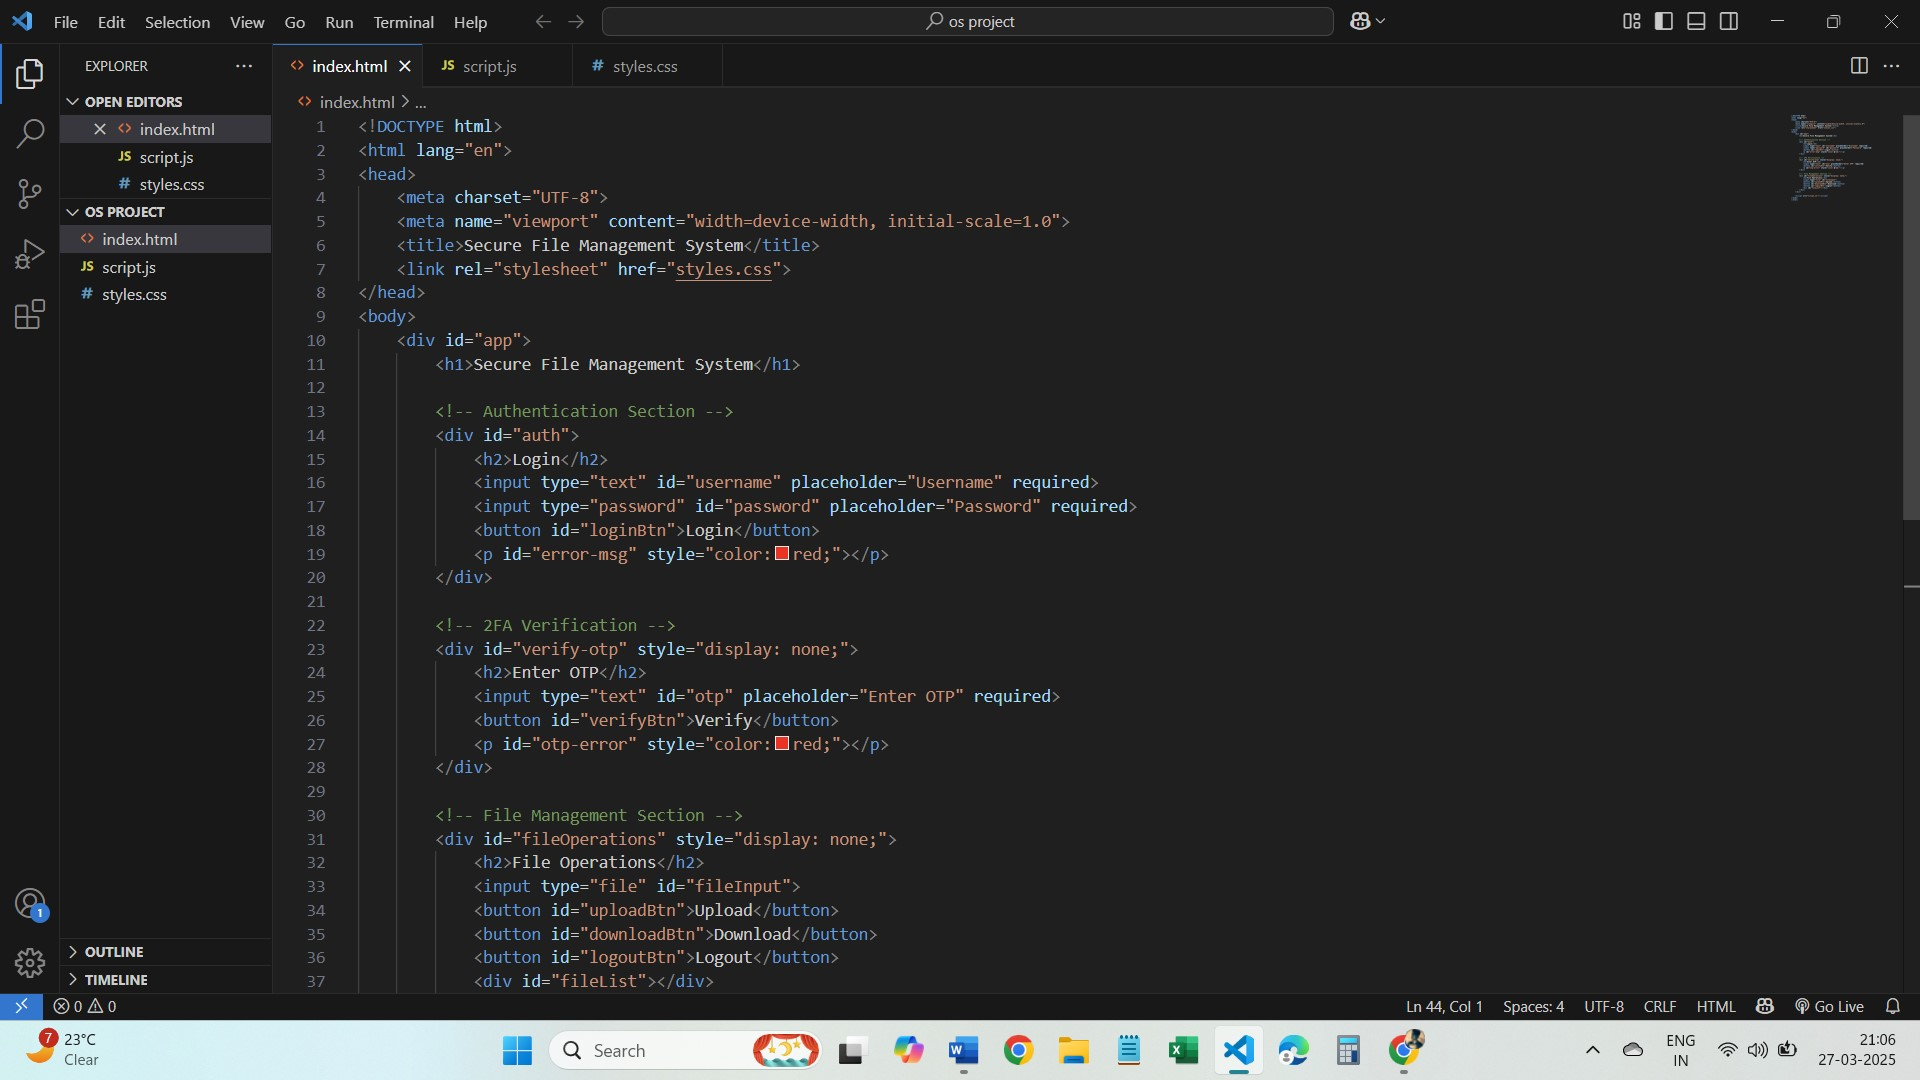 File Edit Selection View Go Run Terminal Help
os project
EXPLORER
OPEN EDITORS
index.html
JS script.js
# styles.css
OS PROJECT
index.html
JS script.js
# styles.css
OUTLINE
TIMELINE
index.html
JS script.js
# styles.css
index.html > ...
1 <!DOCTYPE html>
2 <html lang="en">
3 <head>
4 <meta charset="UTF-8">
5 <meta name="viewport" content="width=device-width, initial-scale=1.0">
6 <title>Secure File Management System</title>
7 <link rel="stylesheet" href="styles.css">
8 </head>
9 <body>
10 <div id="app">
11 <h1>Secure File Management System</h1>
12
13 <!-- Authentication Section -->
14 <div id="auth">
15 <h2>Login</h2>
16 <input type="text" id="username" placeholder="Username" required>
17 <input type="password" id="password" placeholder="Password" required>
18 <button id="loginBtn">Login</button>
19 <p id="error-msg" style="color: red;"></p>
20 </div>
21
22 <!-- 2FA Verification -->
23 <div id="verify-otp" style="display: none;">
24 <h2>Enter OTP</h2>
25 <input type="text" id="otp" placeholder="Enter OTP" required>
26 <button id="verifyBtn">Verify</button>
27 <p id="otp-error" style="color: red;"></p>
28 </div>
29
30 <!-- File Management Section -->
31 <div id="fileOperations" style="display: none;">
32 <h2>File Operations</h2>
33 <input type="file" id="fileInput">
34 <button id="uploadBtn">Upload</button>
35 <button id="downloadBtn">Download</button>
36 <button id="logoutBtn">Logout</button>
37 <div id="fileList"></div>
1
0 0
Ln 44, Col 1 Spaces: 4 UTF-8 CRLF HTML Go Live
7
23°C
Clear
Search
ENG
IN
21:06
27-03-2025